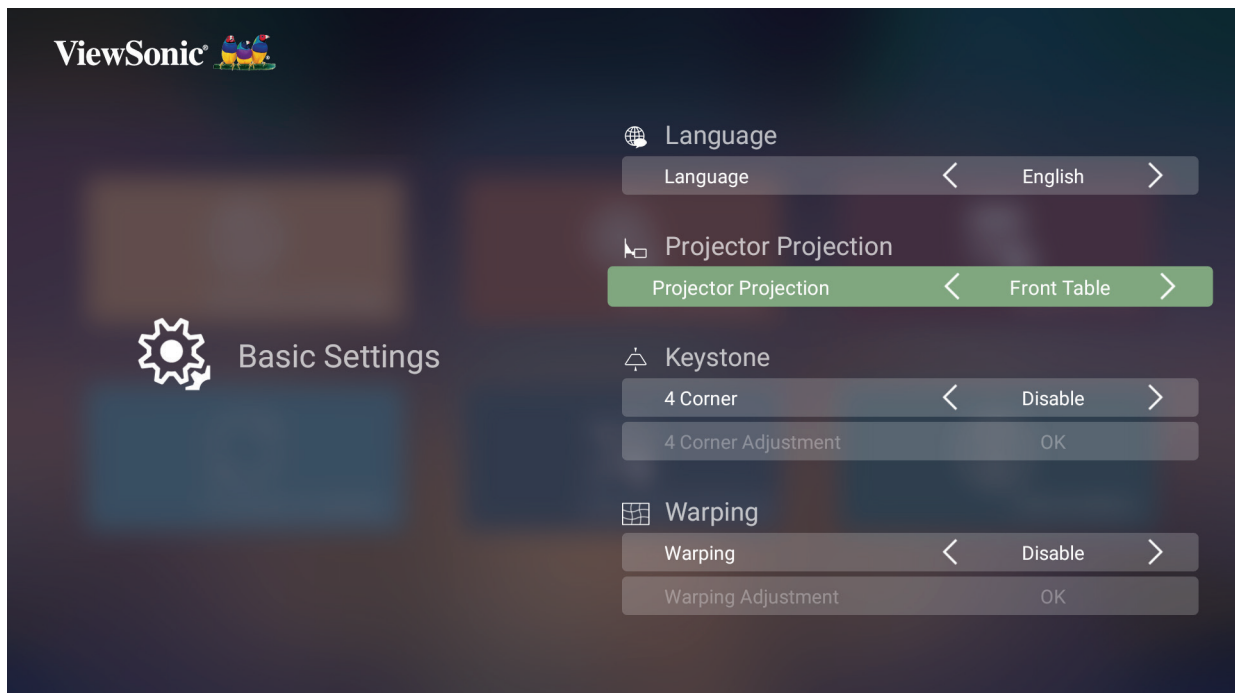 ViewSonic®
Language
Language English
Projector Projection
Projector Projection Front Table
Basic Settings
Keystone
4 Corner Disable
4 Corner Adjustment OK
Warping
Warping Disable
Warping Adjustment OK